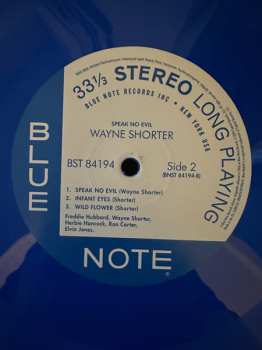 33⅓ STEREO LONG PLAYING
BLUE NOTE RECORDS INC • NEW YORK USA
SPEAK NO EVIL
WAYNE SHORTER
BST 84194
Side 2
(BNST 84194-B)
1. SPEAK NO EVIL (Wayne Shorter)
2. INFANT EYES (Shorter)
3. WILD FLOWER (Shorter)
Freddie Hubbard, Wayne Shorter,
Herbie Hancock, Ron Carter,
Elvin Jones.
BLUE
NOTE